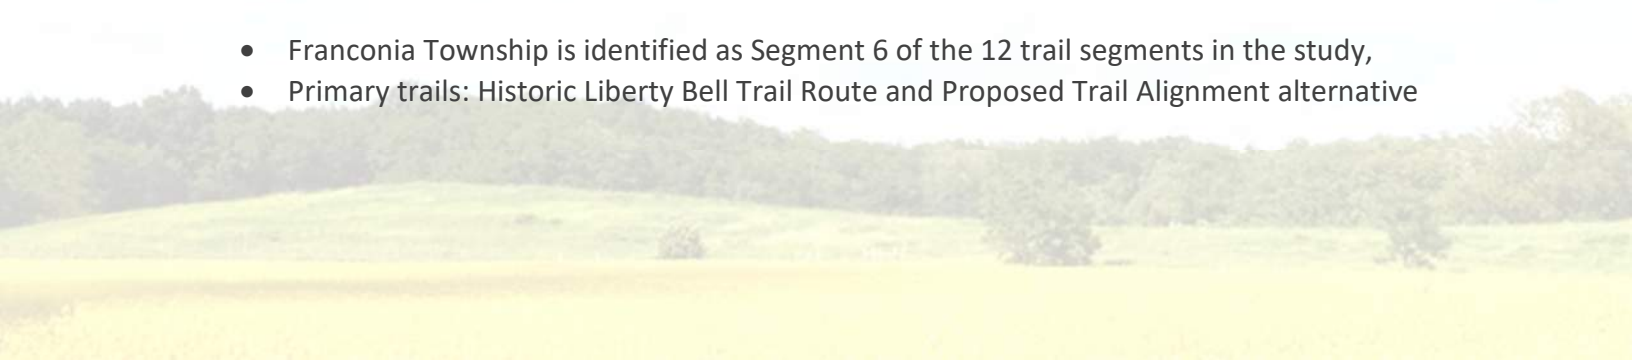 • Franconia Township is identified as Segment 6 of the 12 trail segments in the study,
• Primary trails: Historic Liberty Bell Trail Route and Proposed Trail Alignment alternative